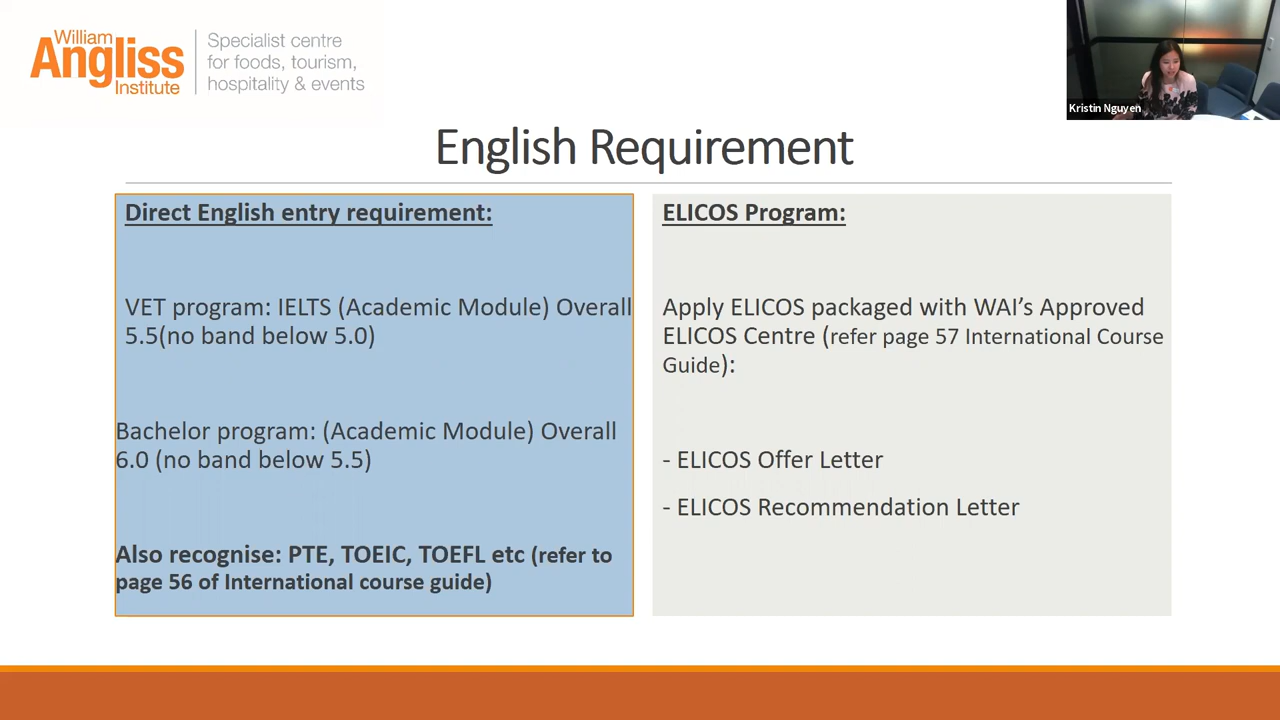 William
Angliss
Institute
Specialist centre
for foods, tourism,
hospitality & events
Kristin Nguyen
English Requirement
Direct English entry requirement:
VET program: IELTS (Academic Module) Overall
5.5(no band below 5.0)
Bachelor program: (Academic Module) Overall
6.0 (no band below 5.5)
Also recognise: PTE, TOEIC, TOEFL etc (refer to
page 56 of International course guide)
ELICOS Program:
Apply ELICOS packaged with WAI’s Approved
ELICOS Centre (refer page 57 International Course
Guide):
- ELICOS Offer Letter
- ELICOS Recommendation Letter